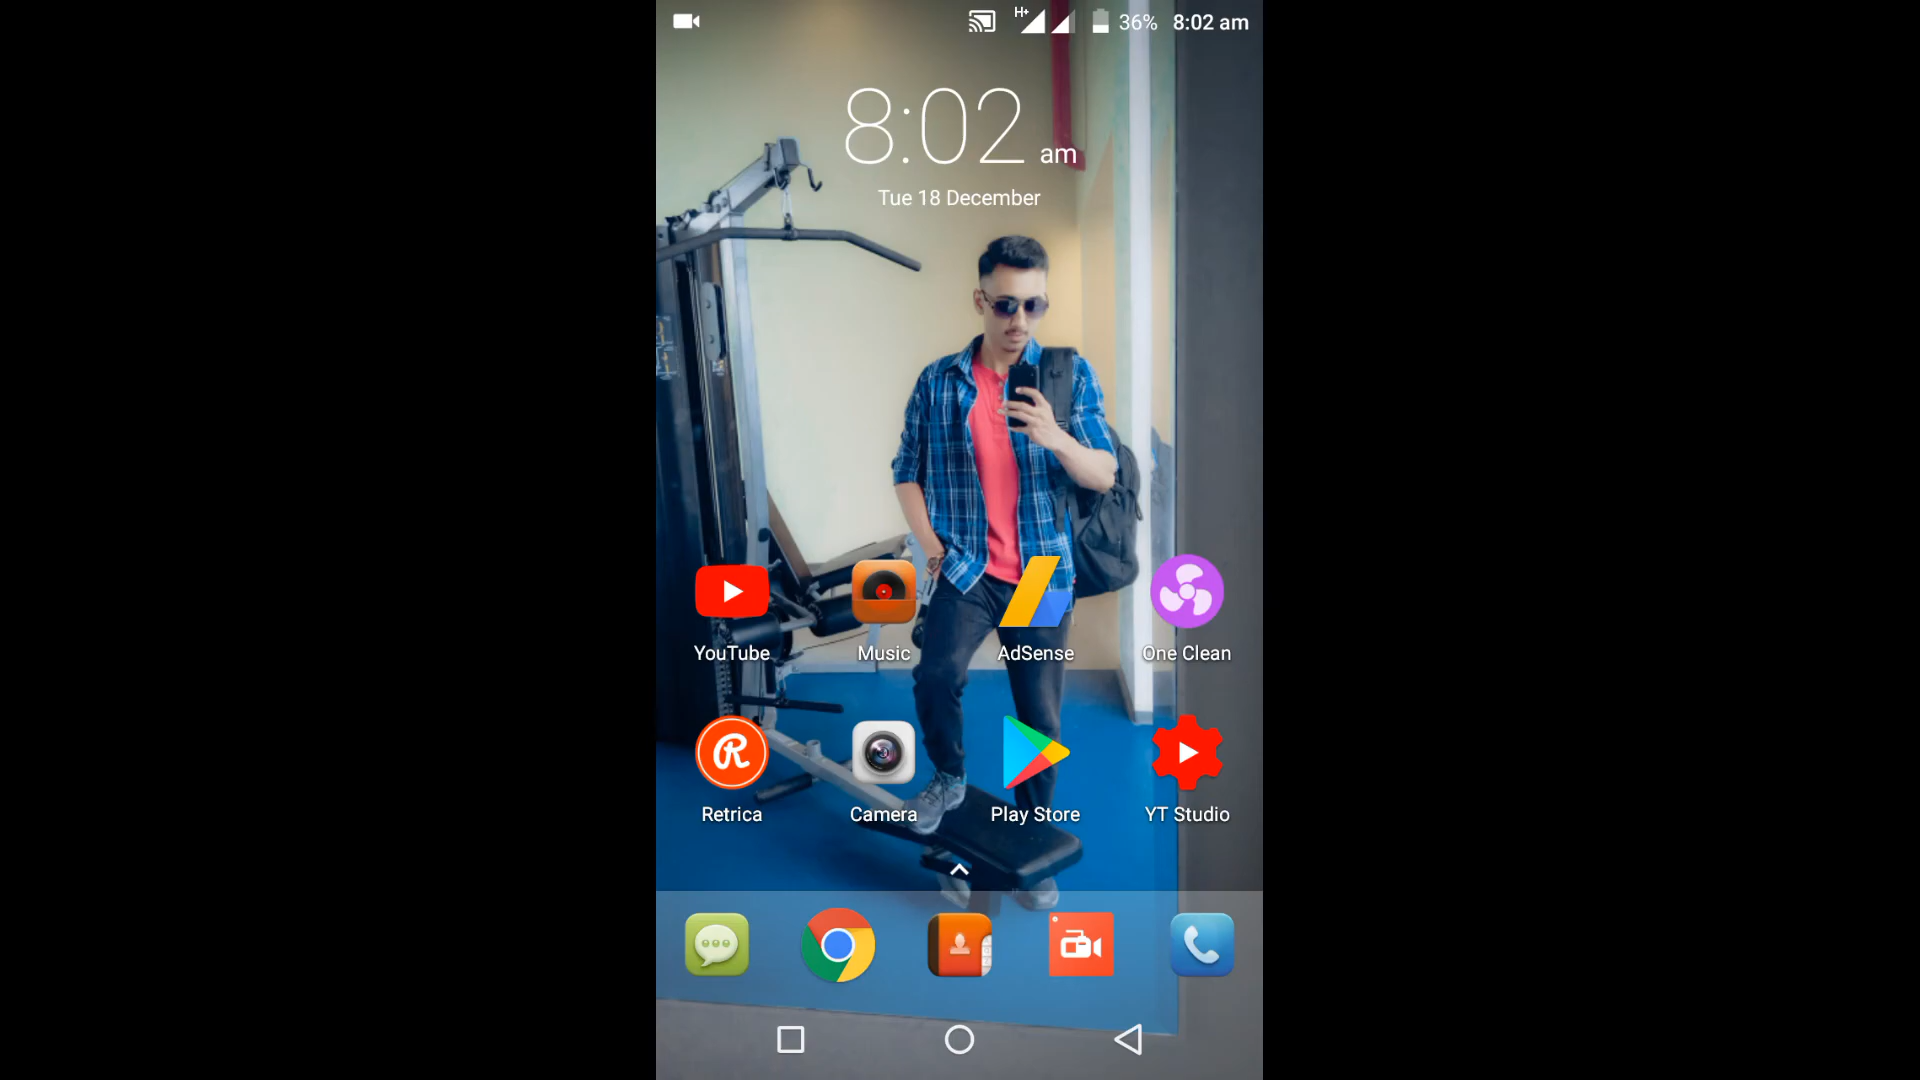 H+ 36% 8:02 am
8:02 am
Tue 18 December
YouTube Music AdSense One Clean
Retrica Camera Play Store YT Studio